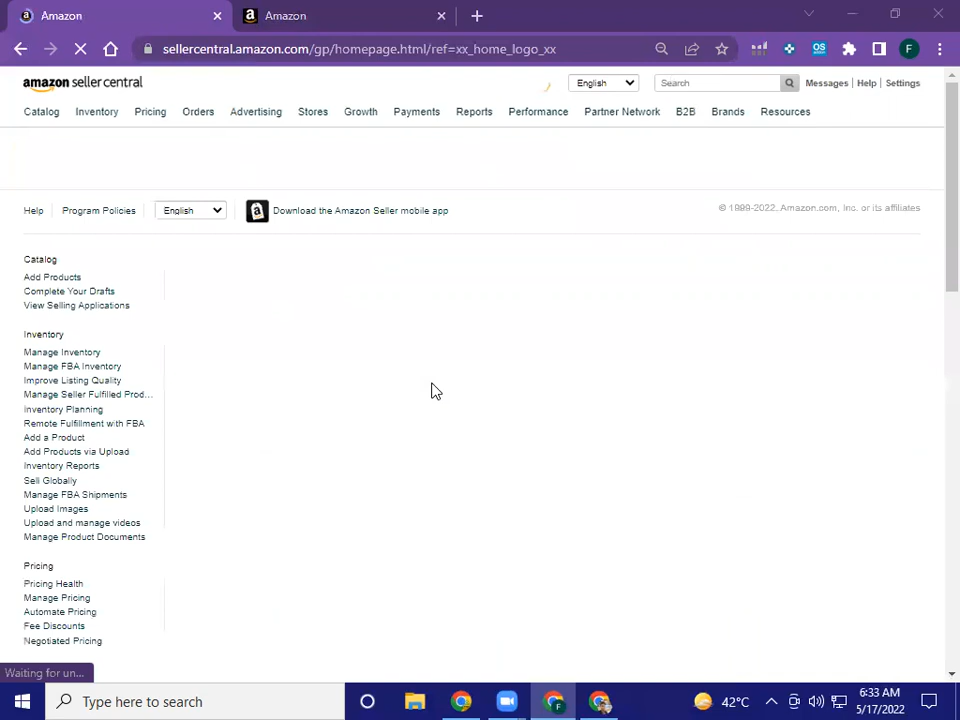 Amazon
Amazon
sellercentral.amazon.com/gp/homepage.html/ref=xx_home_logo_xx
OS
F
amazon seller central
English
Search
Messages | Help | Settings
Catalog Inventory Pricing Orders Advertising Stores Growth Payments Reports Performance Partner Network B2B Brands Resources
Help
Program Policies
English
Download the Amazon Seller mobile app
© 1999-2022, Amazon.com, Inc. or its affiliates
Catalog
Add Products
Complete Your Drafts
View Selling Applications
Inventory
Manage Inventory
Manage FBA Inventory
Improve Listing Quality
Manage Seller Fulfilled Prod...
Inventory Planning
Remote Fulfillment with FBA
Add a Product
Add Products via Upload
Inventory Reports
Sell Globally
Manage FBA Shipments
Upload Images
Upload and manage videos
Manage Product Documents
Pricing
Pricing Health
Manage Pricing
Automate Pricing
Fee Discounts
Negotiated Pricing
Waiting for un...
Type here to search
F
42°C
6:33 AM
5/17/2022